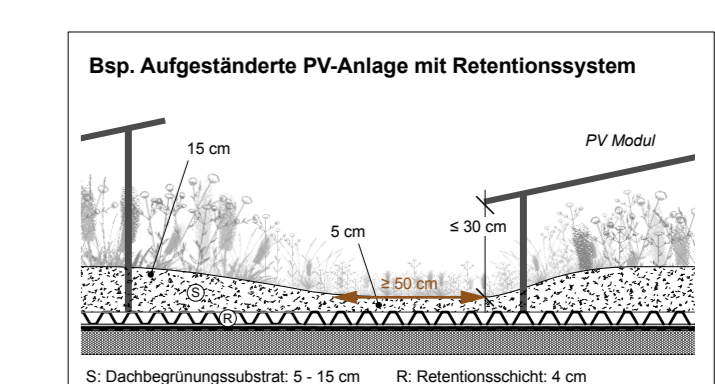 Bsp. Aufgeständerte PV-Anlage mit Retentionssystem
PV Modul
15 cm
≤ 30 cm
5 cm
≥ 50 cm
S
R
S: Dachbegrünungssubstrat: 5 - 15 cm R: Retentionsschicht: 4 cm